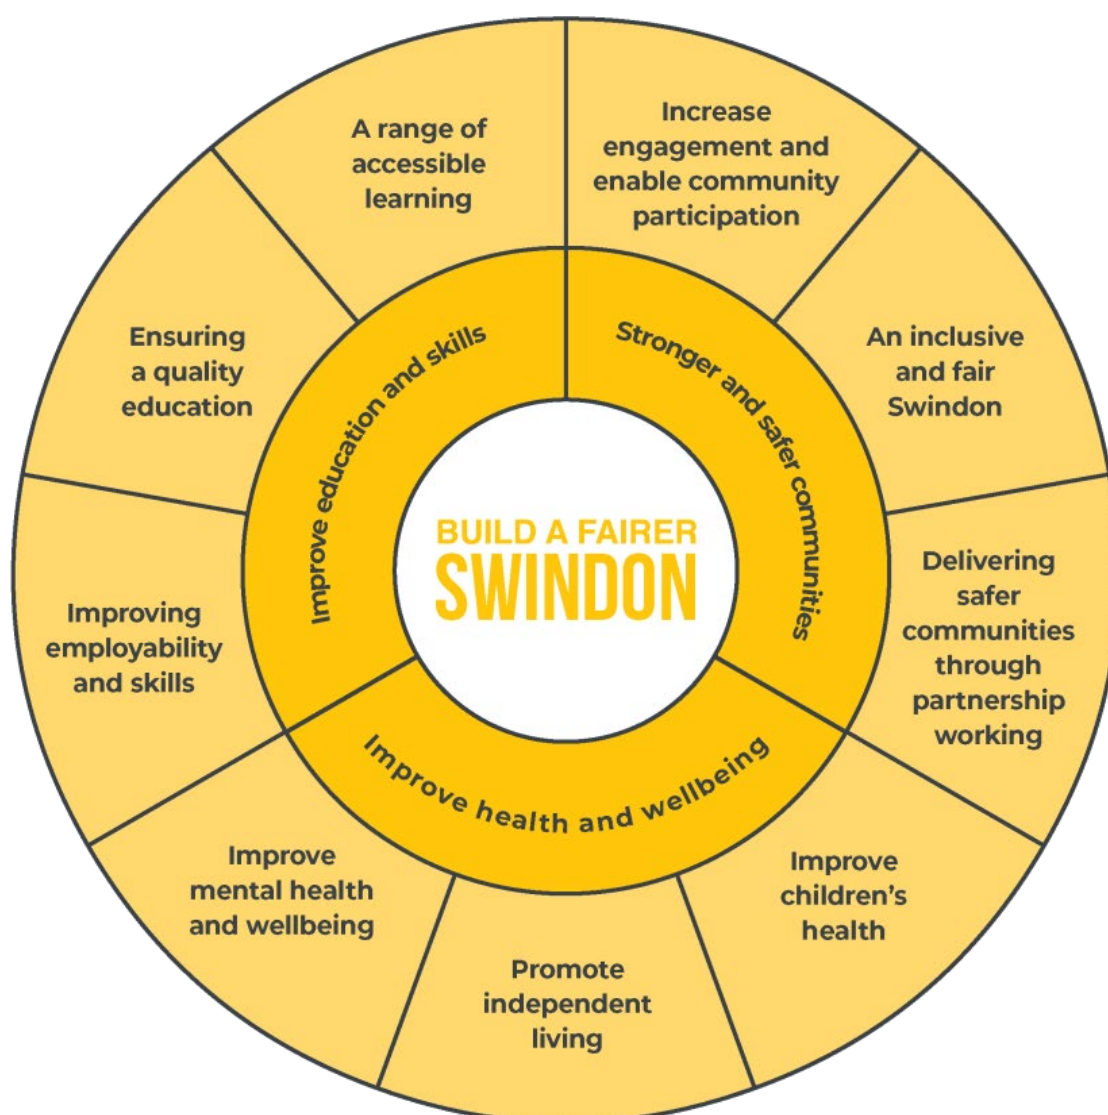 BUILD A FAIRER
SWINDON
Stronger and safer communities
Increase
engagement and
enable community
participation
An inclusive
and fair
Swindon
Delivering
safer
communities
through
partnership
working
Improve health and wellbeing
Improve
children’s
health
Promote
independent
living
Improve
mental health
and wellbeing
Improve education and skills
Improving
employability
and skills
Ensuring
a quality
education
A range of
accessible
learning